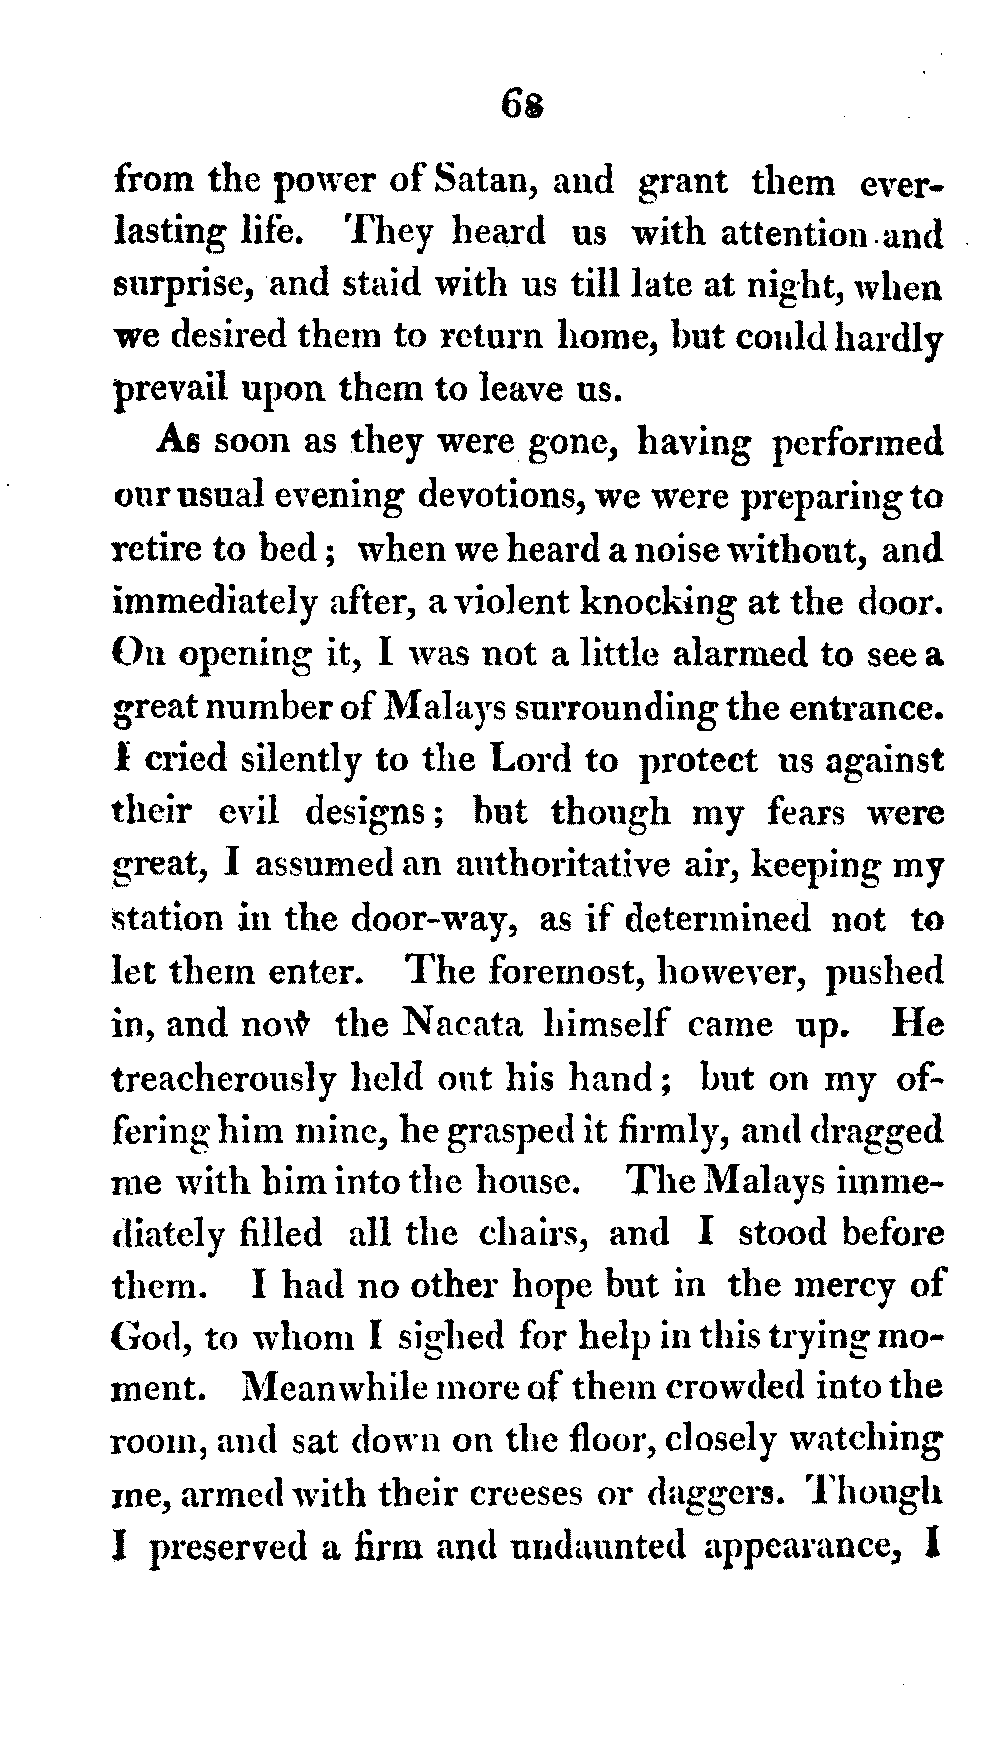 68
from the power of Satan, and grant them ever-
lasting life. They heard us with attention and
surprise, and staid with us till late at night, when
we desired them to return home, but could hardly
prevail upon them to leave us.
As soon as they were gone, having performed
our usual evening devotions, we were preparing to
retire to bed; when we heard a noise without, and
immediately after, a violent knocking at the door.
On opening it, I was not a little alarmed to see a
great number of Malays surrounding the entrance.
I cried silently to the Lord to protect us against
their evil designs; but though my fears were
great, I assumed an authoritative air, keeping my
station in the door-way, as if determined not to
let them enter. The foremost, however, pushed
in, and now the Nacata himself came up. He
treacherously held out his hand; but on my of-
fering him mine, he grasped it firmly, and dragged
me with him into the house. The Malays imme-
diately filled all the chairs, and I stood before
them. I had no other hope but in the mercy of
God, to whom I sighed for help in this trying mo-
ment. Meanwhile more of them crowded into the
room, and sat down on the floor, closely watching
me, armed with their creeses or daggers. Though
I preserved a firm and undaunted appearance, I